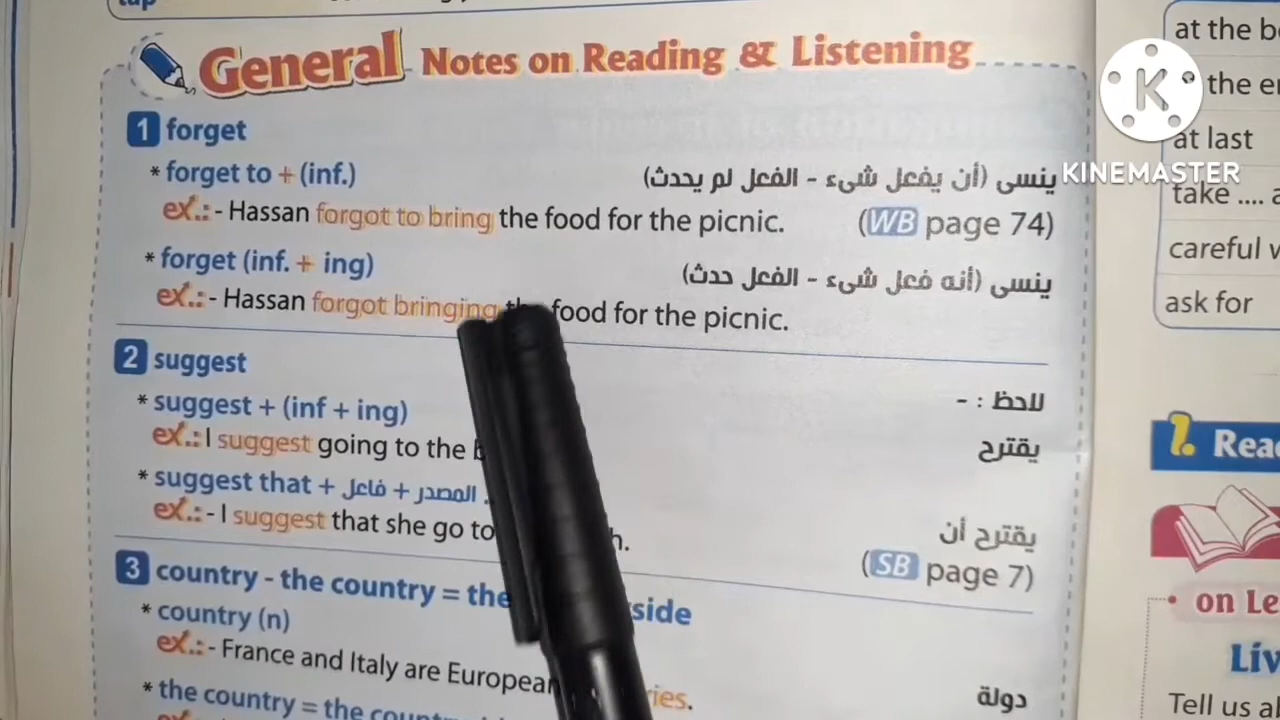 General Notes on Reading & Listening
1 forget
* forget to + (inf.) ينسى (أن يفعل شىء - الفعل لم يحدث)
ex.: - Hassan forgot to bring the food for the picnic. (WB page 74)
* forget (inf. + ing) ينسى (أنه فعل شىء - الفعل حدث)
ex.: - Hassan forgot bringing the food for the picnic.
2 suggest
لاحظ : -
* suggest + (inf + ing) يقترح
ex.: I suggest going to the
* suggest that + فاعل + المصدر . يقترح أن
ex.: - I suggest that she go to (SB page 7)
3 country - the country = the side
* country (n) دولة
ex.: - France and Italy are European ries.
* the country = the
at the
the
at last
take ....
careful
ask for
1.
on
Tell us
K
KINEMASTER